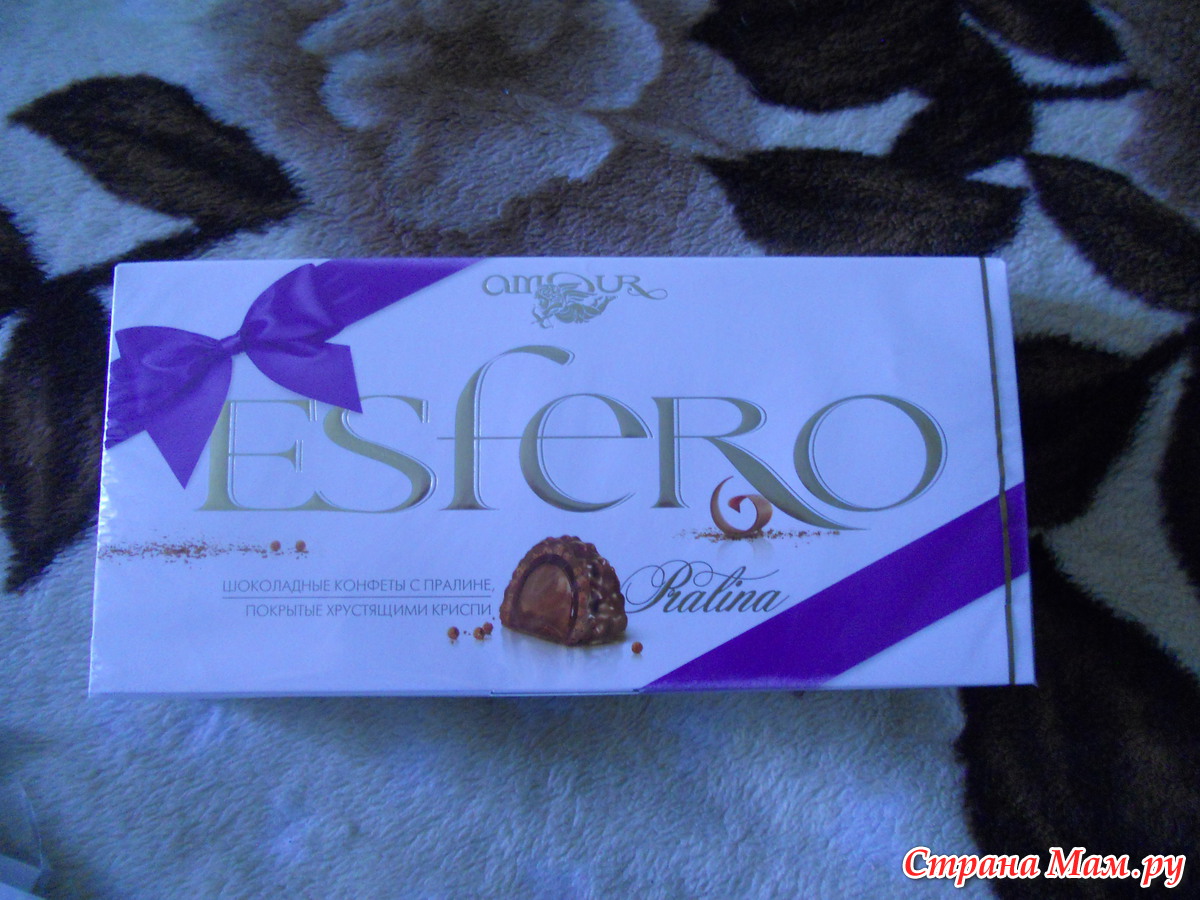 amour
ESfeRO
ШОКОЛАДНЫЕ КОНФЕТЫ С ПРАЛИНЕ,
ПОКРЫТЫЕ ХРУСТЯЩИМИ КРИСПИ.
Pralina
Страна Мам.ру